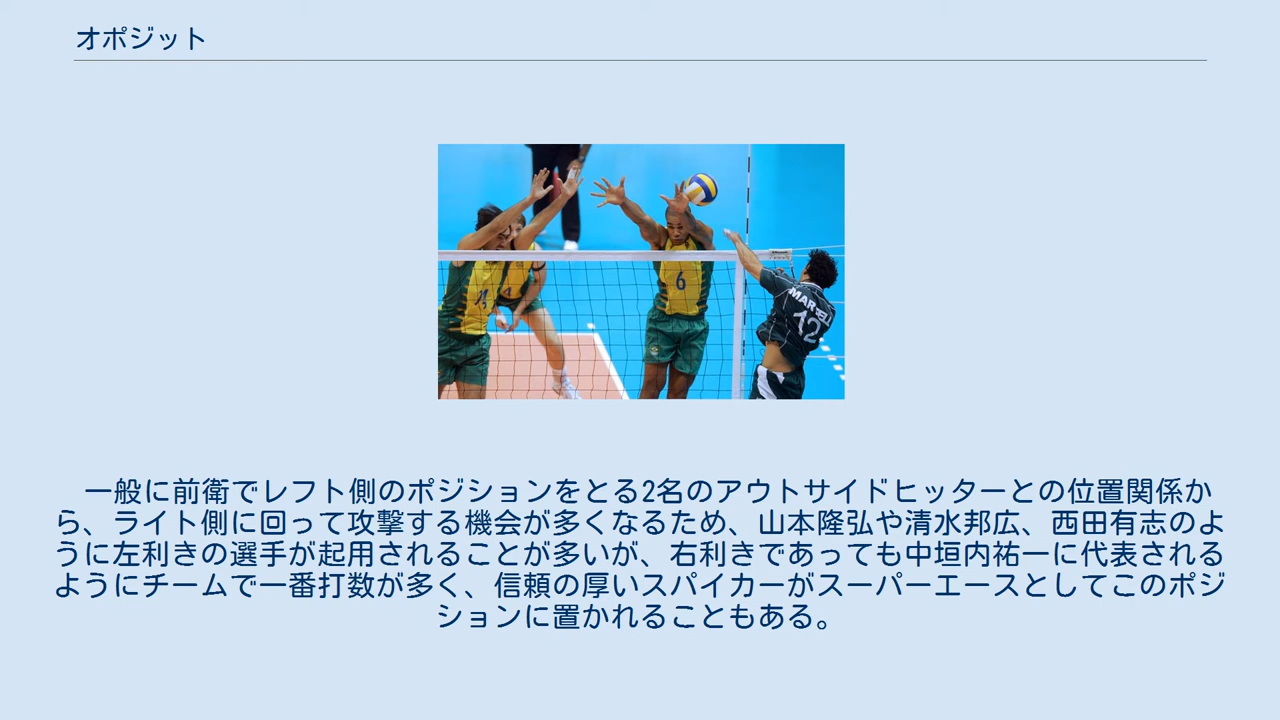 オポジット
6
12
一般に前衛でレフト側のポジションをとる2名のアウトサイドヒッターとの位置関係か
ら、ライト側に回って攻撃する機会が多くなるため、山本隆弘や清水邦広、西田有志のよ
うに左利きの選手が起用されることが多いが、右利きであっても中垣内祐一に代表される
ようにチームで一番打数が多く、信頼の厚いスパイカーがスーパーエースとしてこのポジ
ションに置かれることもある。